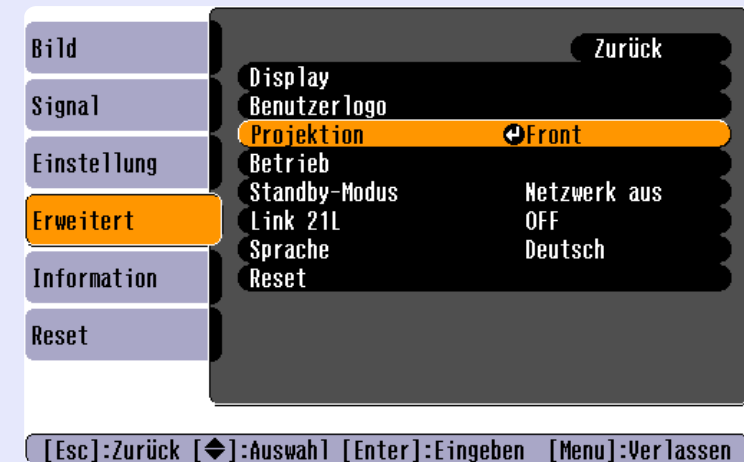 Bild
Signal
Einstellung
Erweitert
Information
Reset
Zurück
Display
Benutzerlogo
Projektion Front
Betrieb
Standby-Modus Netzwerk aus
Link 21L OFF
Sprache Deutsch
Reset
[Esc]:Zurück [◆]:Auswahl [Enter]:Eingeben [Menu]:Verlassen